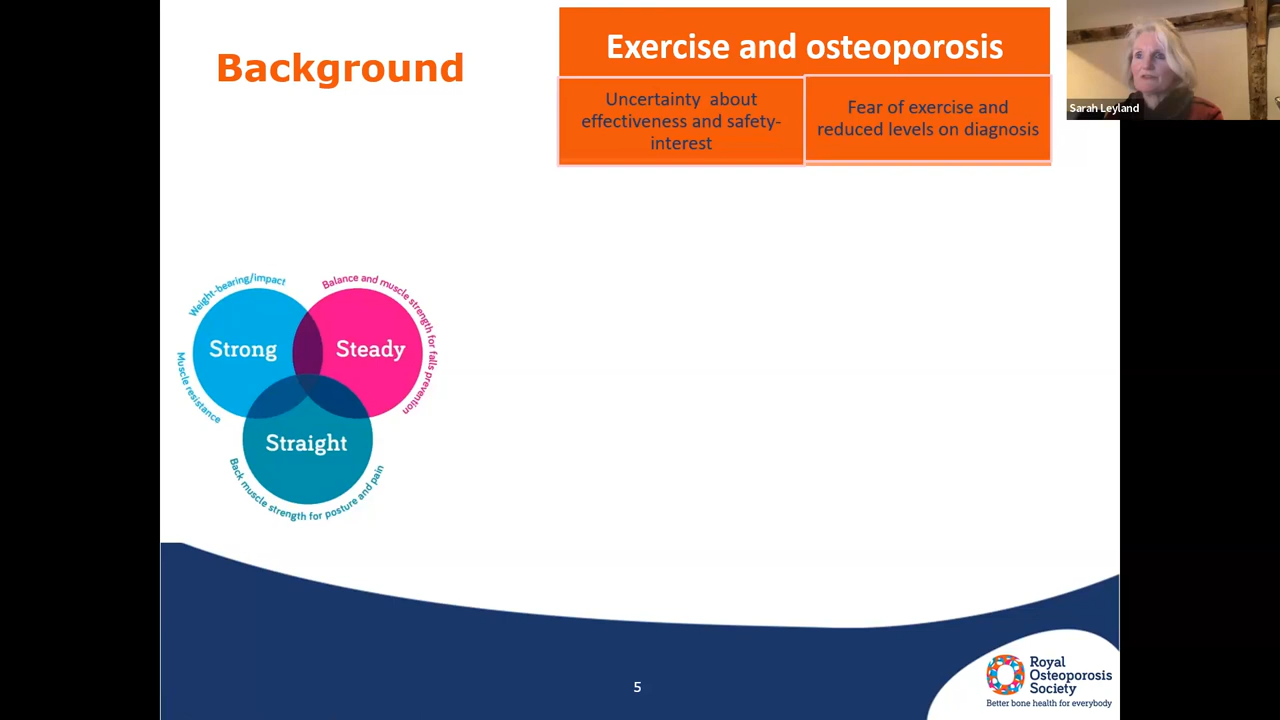 Background
Exercise and osteoporosis
Uncertainty about
effectiveness and safety-
interest
Fear of exercise and
reduced levels on diagnosis
Sarah Leyland
Weight-bearing/impact
Muscle resistance
Strong
Balance and muscle strength for falls prevention
Steady
Straight
Back muscle strength for posture and pain
5
Royal
Osteoporosis
Society
Better bone health for everybody